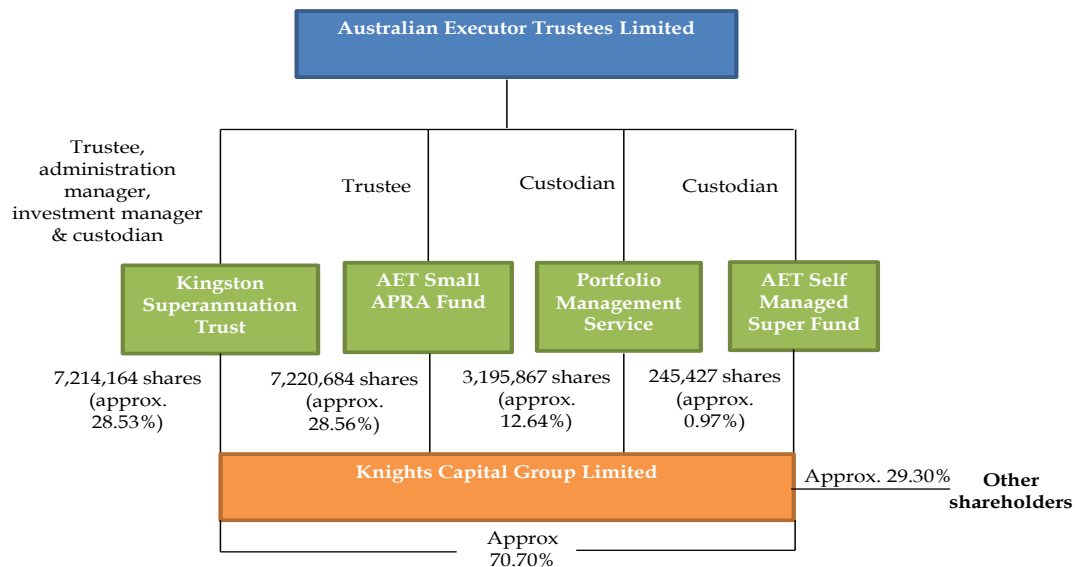 Australian Executor Trustees Limited
Trustee,
administration
manager,
investment manager
& custodian
Trustee
Custodian
Custodian
Kingston
Superannuation
Trust
AET Small
APRA Fund
Portfolio
Management
Service
AET Self
Managed
Super Fund
7,214,164 shares
(approx.
28.53%)
7,220,684 shares
(approx.
28.56%)
3,195,867 shares
(approx.
12.64%)
245,427 shares
(approx.
0.97%)
Knights Capital Group Limited
Approx. 29.30%
Other
shareholders
Approx
70.70%